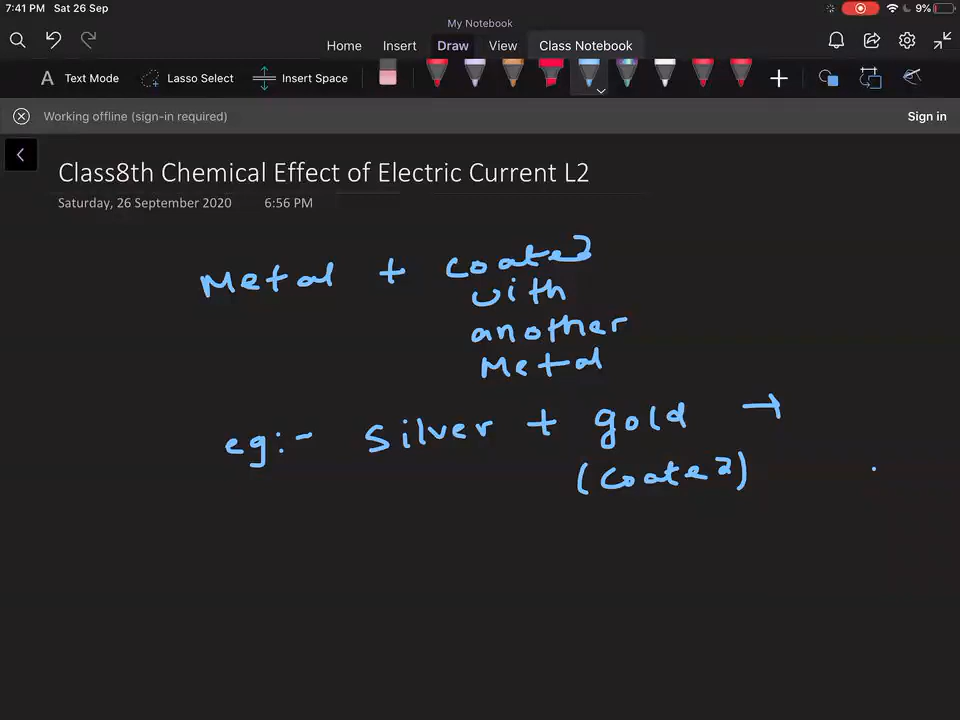 7:41 PM Sat 26 Sep 9%
My Notebook
Home Insert Draw View Class Notebook
Text Mode Lasso Select Insert Space
Working offline (sign-in required) Sign in
Class8th Chemical Effect of Electric Current L2
Saturday, 26 September 2020 6:56 PM
Metal + Coated
with
another
Metal
eg:- Silver + gold →
(Coated)